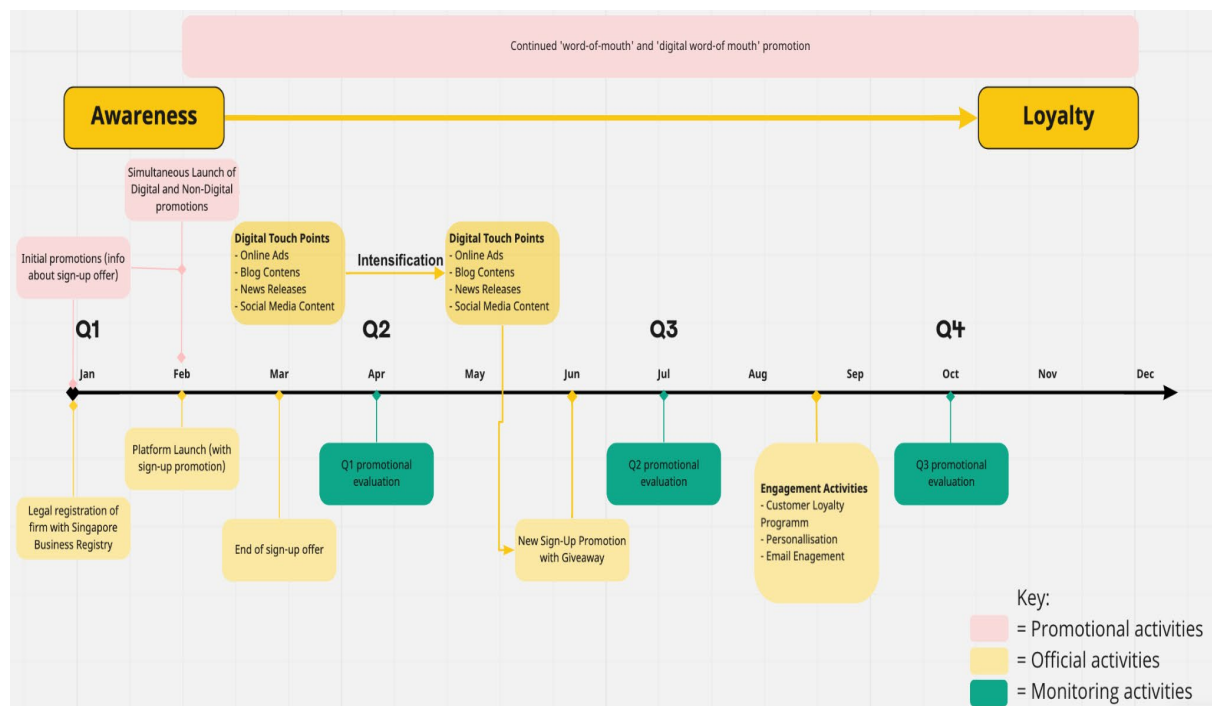 Continued 'word-of-mouth' and 'digital word-of mouth' promotion
Awareness
Loyalty
Simultaneous Launch of
Digital and Non-Digital
promotions
Initial promotions (info
about sign-up offer)
Digital Touch Points
- Online Ads
- Blog Contens
- News Releases
- Social Media Content
Intensification
Digital Touch Points
- Online Ads
- Blog Contens
- News Releases
- Social Media Content
Q1
Q2
Q3
Q4
Jan
Feb
Mar
Apr
May
Jun
Jul
Aug
Sep
Oct
Nov
Dec
Legal registration of
firm with Singapore
Business Registry
Platform Launch (with
sign-up promotion)
End of sign-up offer
Q1 promotional
evaluation
New Sign-Up Promotion
with Giveaway
Q2 promotional
evaluation
Engagement Activities
- Customer Loyalty
Programm
- Personallisation
- Email Enagement
Q3 promotional
evaluation
Key:
= Promotional activities
= Official activities
= Monitoring activities